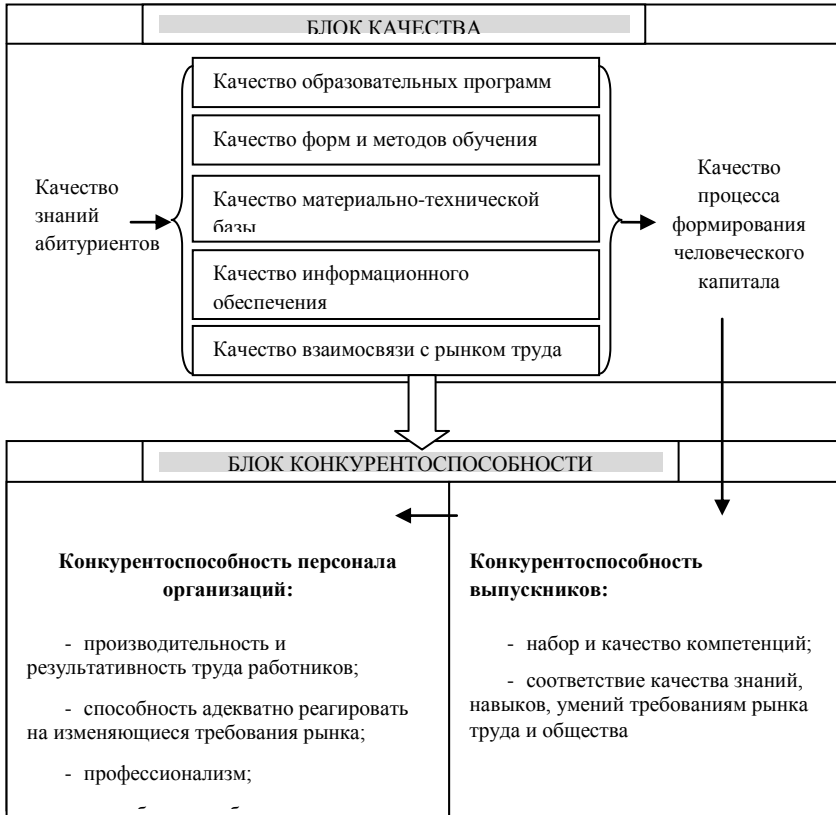 БЛОК КАЧЕСТВА
Качество образовательных программ
Качество форм и методов обучения
Качество материально-технической
базы
Качество информационного
обеспечения
Качество взаимосвязи с рынком труда
Качество
знаний
абитуриентов
Качество
процесса
формирования
человеческого
капитала
БЛОК КОНКУРЕНТОСПОСОБНОСТИ
Конкурентоспособность персонала
организаций:
- производительность и
результативность труда работников;
- способность адекватно реагировать
на изменяющиеся требования рынка;
- профессионализм;
Конкурентоспособность
выпускников:
- набор и качество компетенций;
- соответствие качества знаний,
навыков, умений требованиям рынка
труда и общества